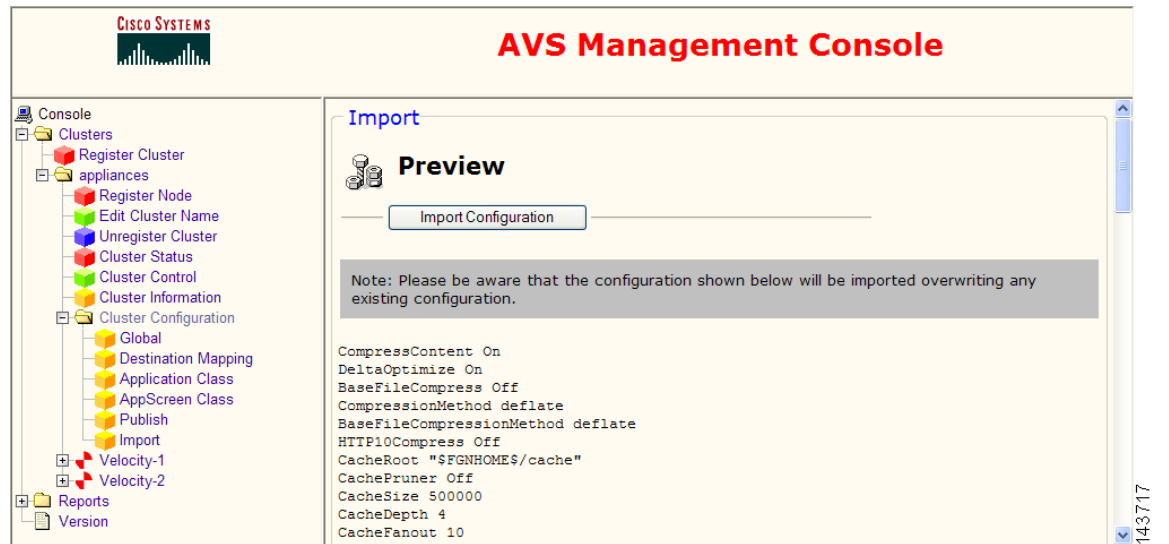 CISCO SYSTEMS
AVS Management Console
Console
Clusters
Register Cluster
appliances
Register Node
Edit Cluster Name
Unregister Cluster
Cluster Status
Cluster Control
Cluster Information
Cluster Configuration
Global
Destination Mapping
Application Class
AppScreen Class
Publish
Import
Velocity-1
Velocity-2
Reports
Version
Import
Preview
Import Configuration
Note: Please be aware that the configuration shown below will be imported overwriting any
existing configuration.
CompressContent On
DeltaOptimize On
BaseFileCompress Off
CompressionMethod deflate
BaseFileCompressionMethod deflate
HTTP10Compress Off
CacheRoot "$FGNHOME$/cache"
CachePruner Off
CacheSize 500000
CacheDepth 4
CacheFanout 10
143717